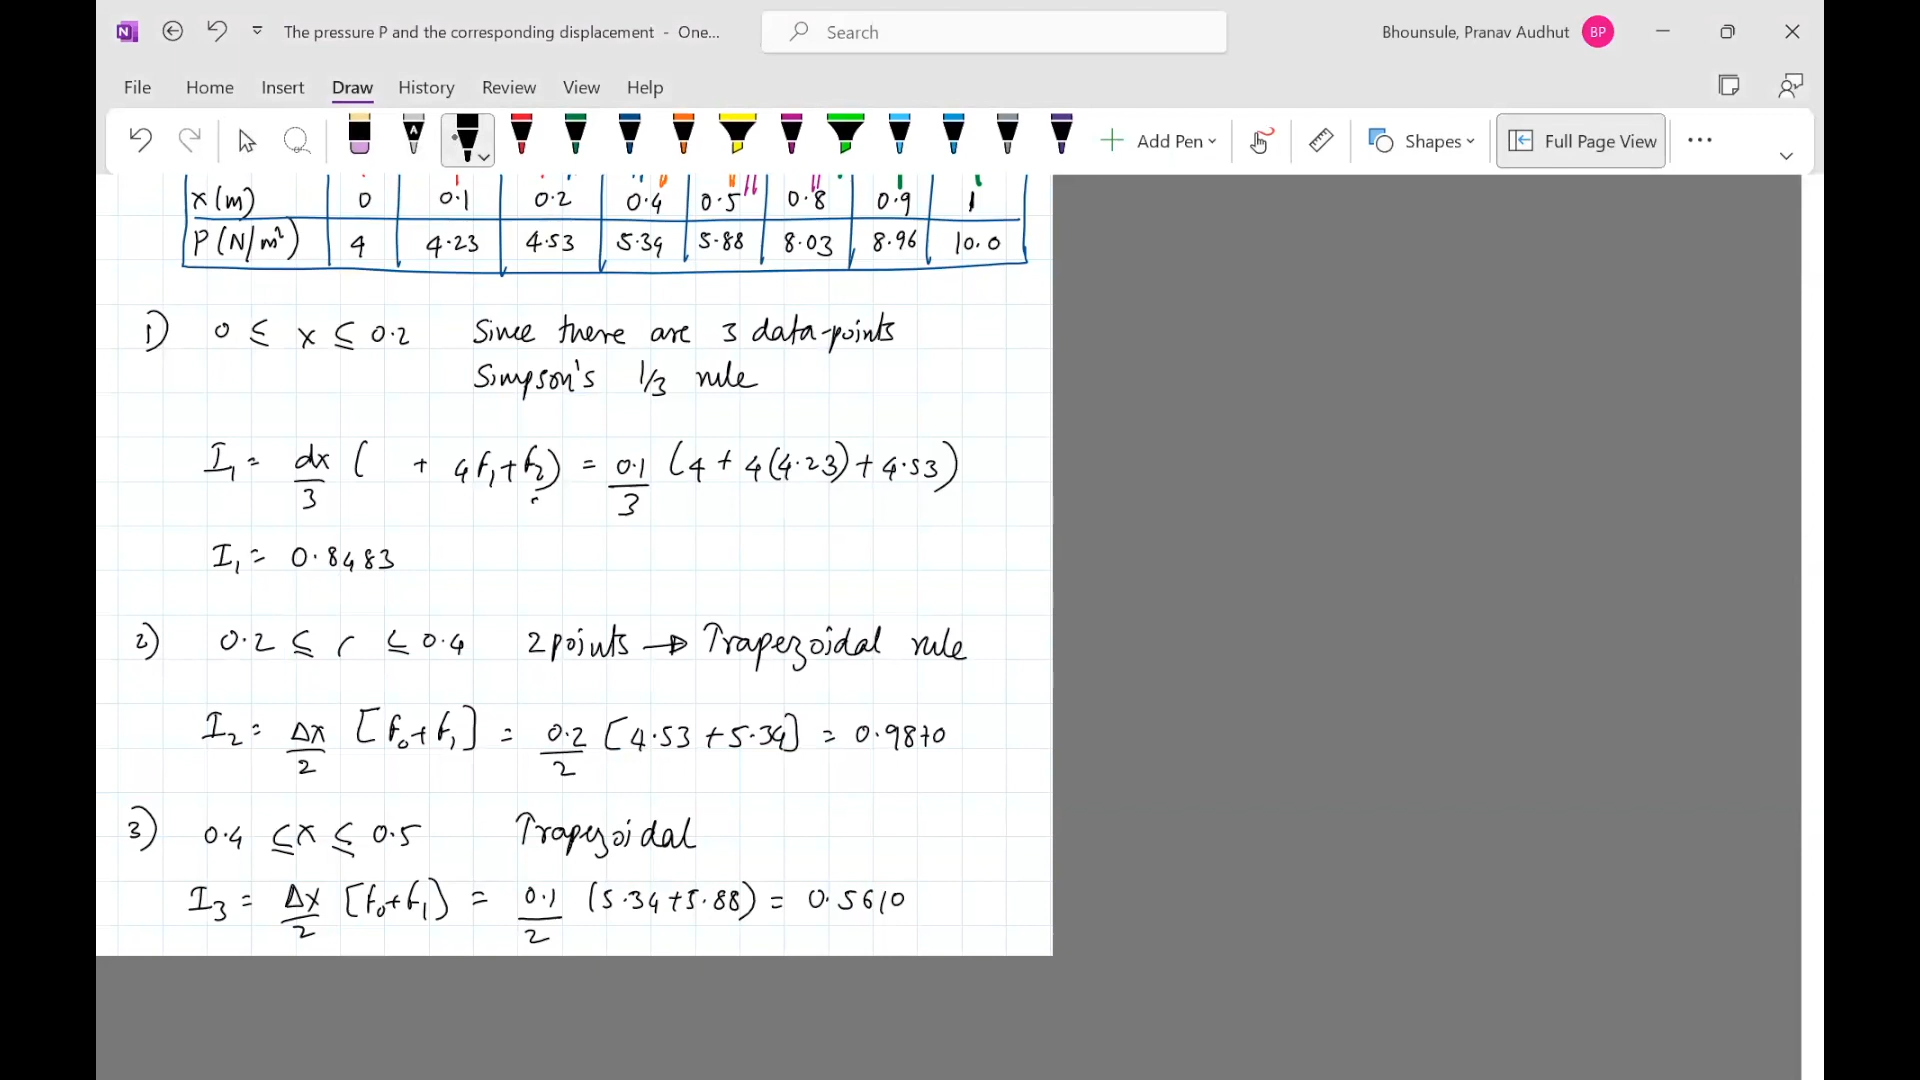 The pressure P and the corresponding displacement - One...
Search
Bhounsule, Pranav Audhut BP
File Home Insert Draw History Review View Help
A Add Pen Shapes Full Page View
x(m) 0 0.1 0.2 0.4 0.5 0.8 0.9 1
P(N/m²) 4 4.23 4.53 5.34 5.88 8.03 8.96 10.0
1) 0 ≤ x ≤ 0.2 Since there are 3 data-points
Simpson's 1/3 rule
I₁ = dx/3 ( + 4f₁+f₂) = 0.1/3 (4 + 4(4.23) + 4.53)
I₁ = 0.8483
2) 0.2 ≤ ≤ 0.4 2 points → Trapezoidal rule
I₂ = Δx/2 [f₀+f₁] = 0.2/2 [4.53 + 5.34] = 0.9870
3) 0.4 ≤ x ≤ 0.5 Trapezoidal
I₃ = Δx/2 [f₀+f₁) = 0.1/2 (5.34+5.88) = 0.5610